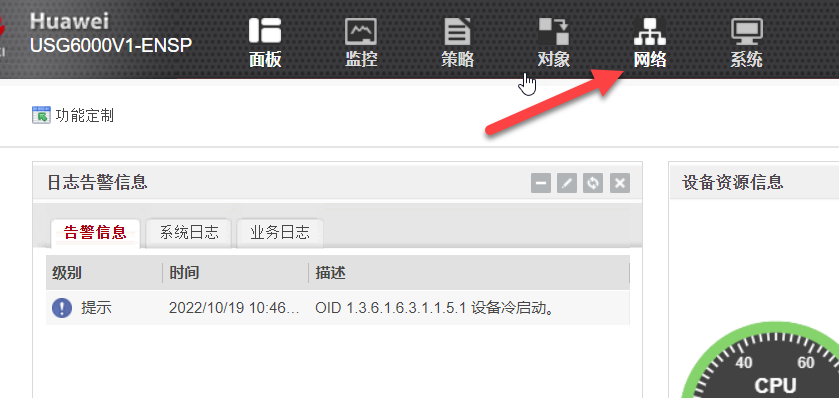 Huawei
USG6000V1-ENSP
面板 监控 策略 对象 网络 系统
功能定制
日志告警信息
设备资源信息
告警信息 系统日志 业务日志
级别 时间 描述
提示 2022/10/19 10:46... OID 1.3.6.1.6.3.1.1.5.1 设备冷启动。
40 60
CPU